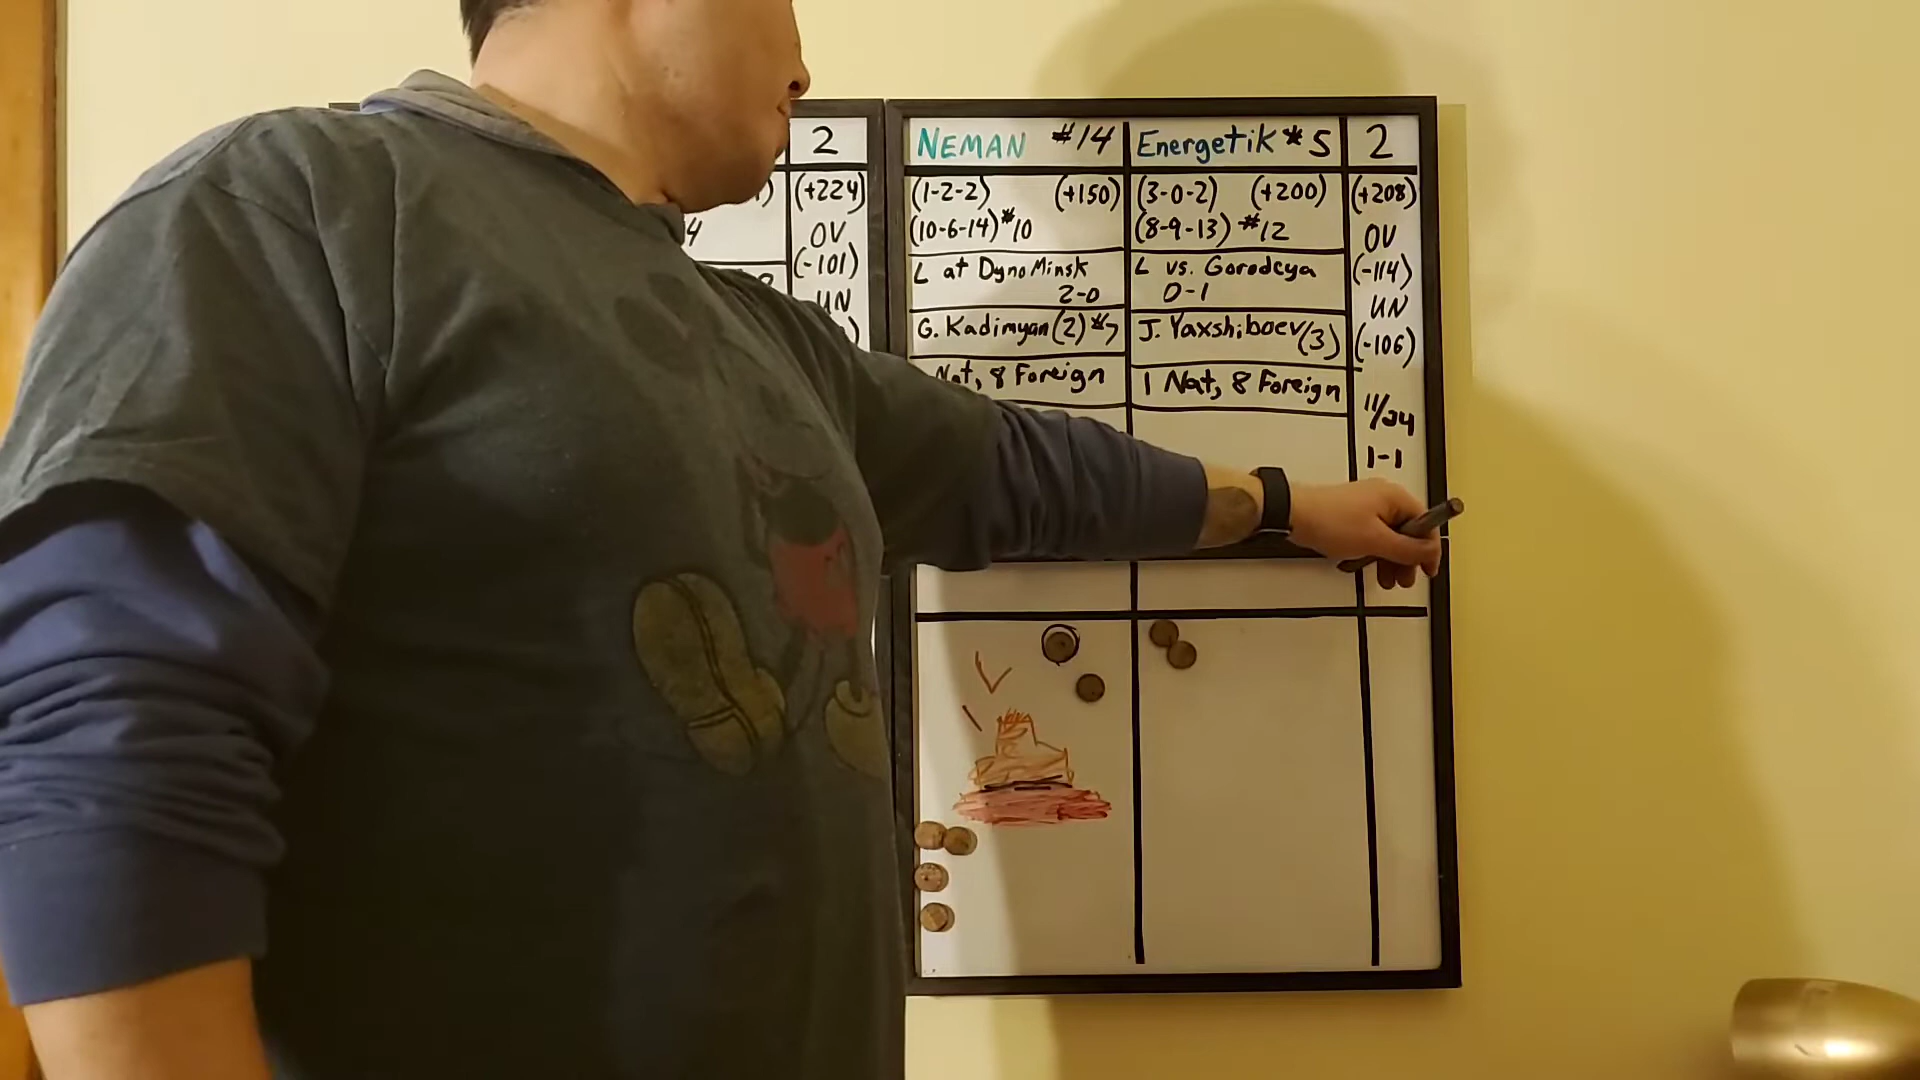 2
(+224)
4
OV
(-101)
UN
NEMAN #14
(1-2-2) (+150)
(10-6-14) #10
L at Dyno Minsk
2-0
G. Kadimyan (2) #7
Nat, 8 Foreign
Energetik #5
(3-0-2) (+200)
(8-9-13) #12
L vs. Gorodeya
0-1
J. Yaxshiboev (3)
1 Nat, 8 Foreign
2
(+208)
OV
(-114)
UN
(-106)
11/24
1-1